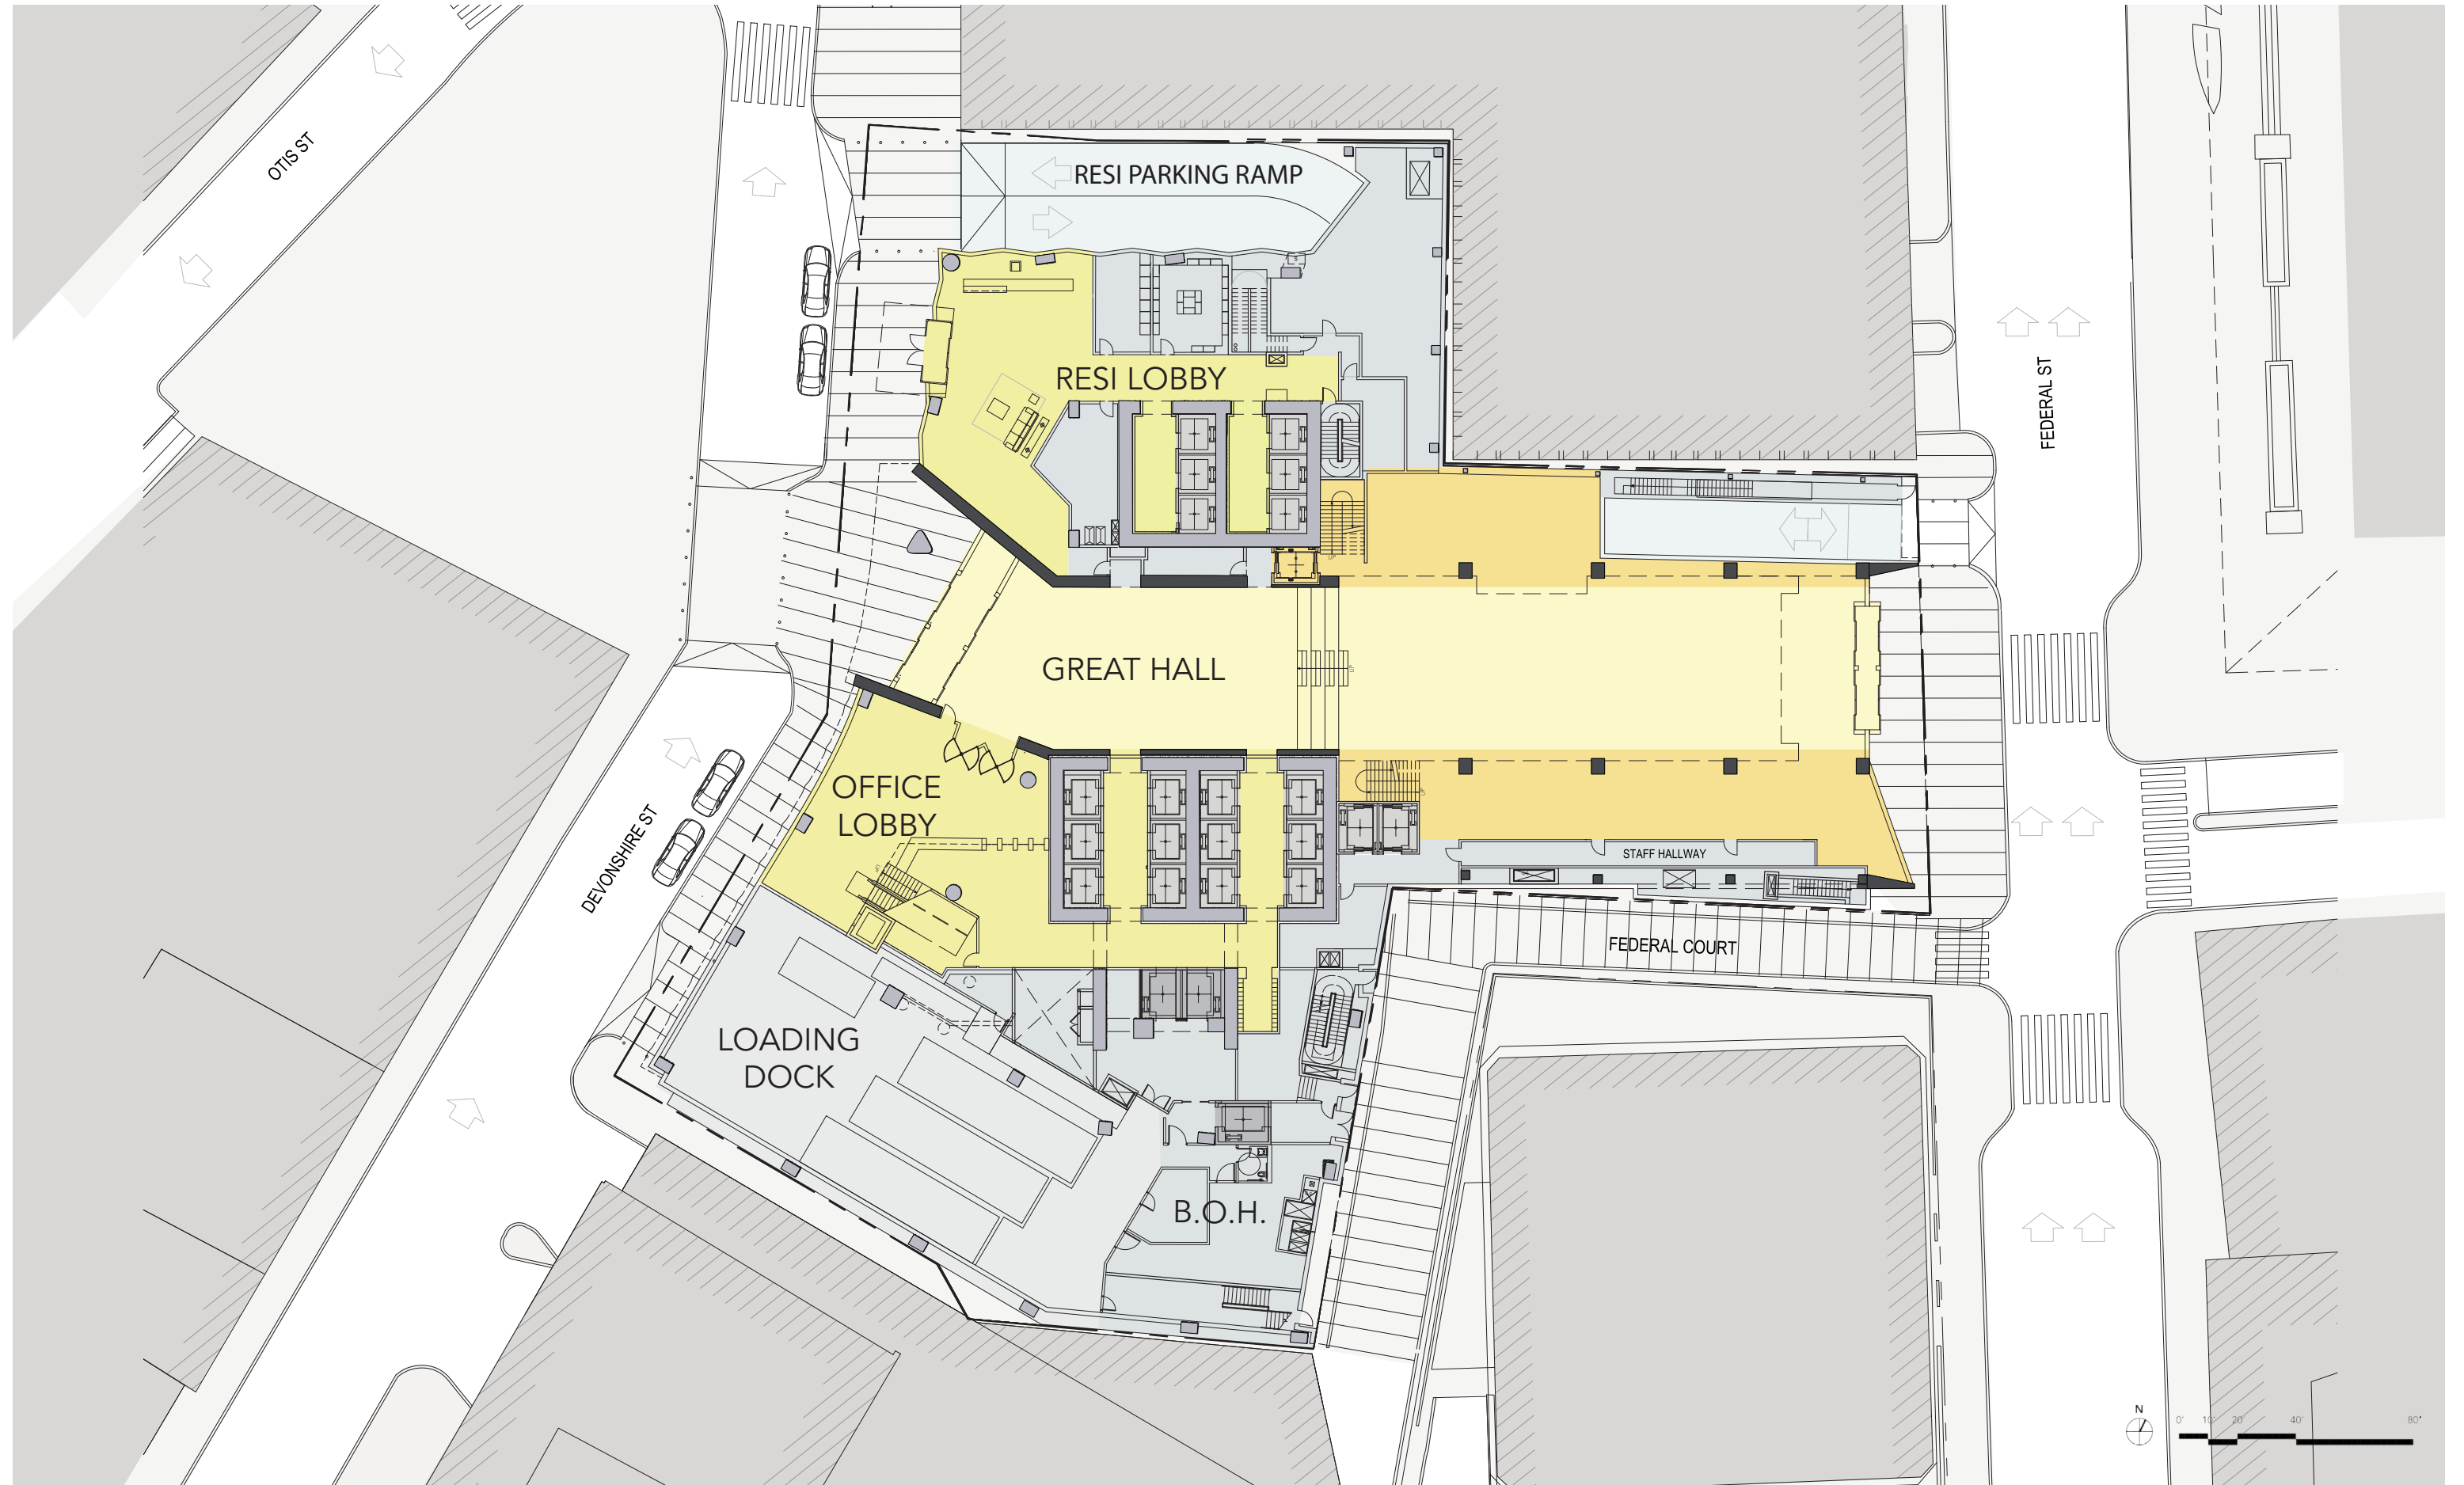 OTIS ST
RESI PARKING RAMP
RESI LOBBY
FEDERAL ST
GREAT HALL
OFFICE
LOBBY
DEVONSHIRE ST
STAFF HALLWAY
FEDERAL COURT
LOADING
DOCK
B.O.H.
N
0' 10' 20' 40' 80'